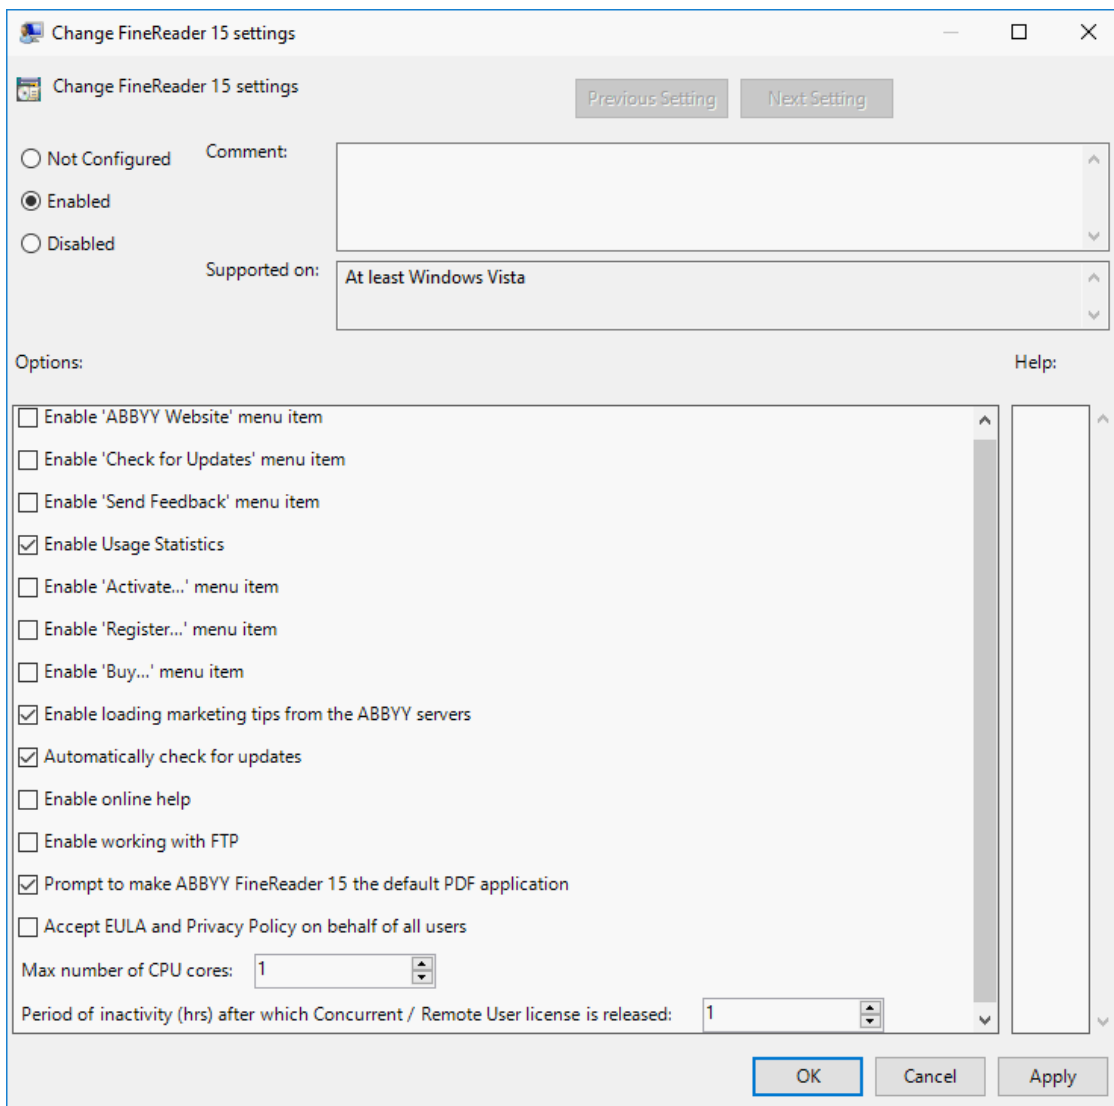 Change FineReader 15 settings
Change FineReader 15 settings
Previous Setting
Next Setting
Not Configured
Comment:
Enabled
Disabled
Supported on:
At least Windows Vista
Options:
Help:
Enable 'ABBYY Website' menu item
Enable 'Check for Updates' menu item
Enable 'Send Feedback' menu item
Enable Usage Statistics
Enable 'Activate...' menu item
Enable 'Register...' menu item
Enable 'Buy...' menu item
Enable loading marketing tips from the ABBYY servers
Automatically check for updates
Enable online help
Enable working with FTP
Prompt to make ABBYY FineReader 15 the default PDF application
Accept EULA and Privacy Policy on behalf of all users
Max number of CPU cores: 1
Period of inactivity (hrs) after which Concurrent / Remote User license is released: 1
OK
Cancel
Apply